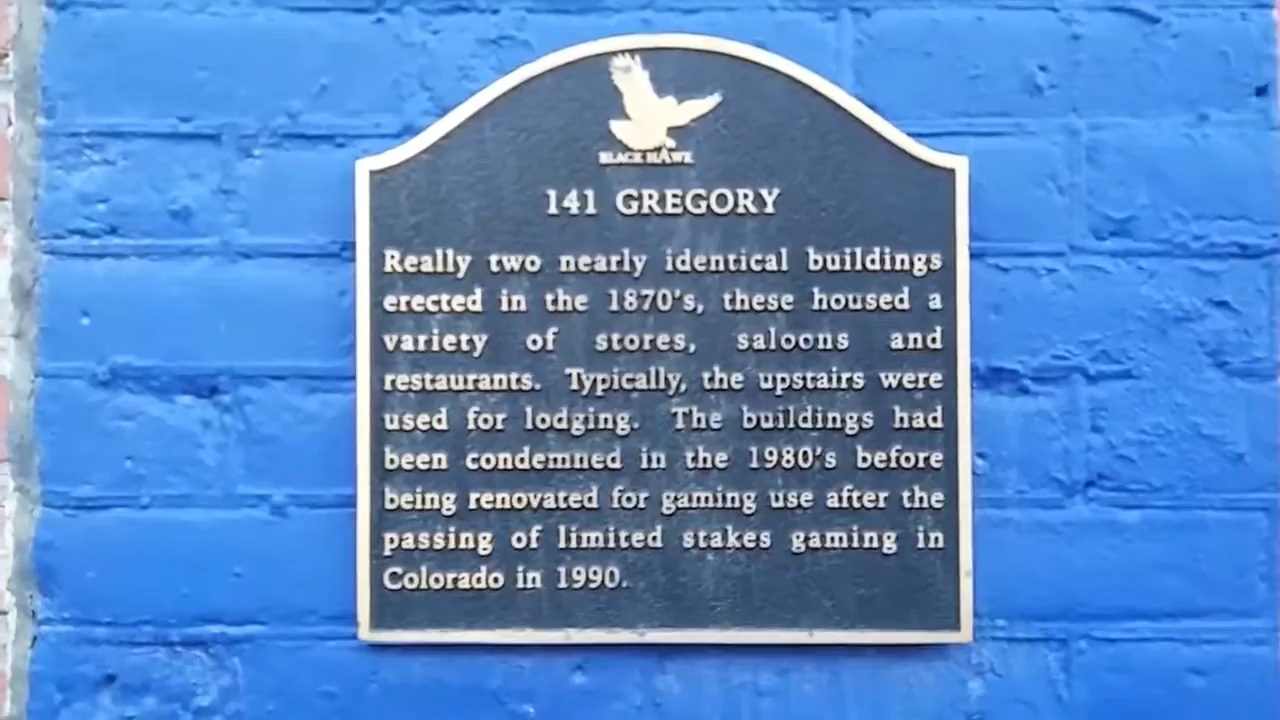 BLACK HAWK
141 GREGORY
Really two nearly identical buildings
erected in the 1870's, these housed a
variety of stores, saloons and
restaurants. Typically, the upstairs were
used for lodging. The buildings had
been condemned in the 1980's before
being renovated for gaming use after the
passing of limited stakes gaming in
Colorado in 1990.